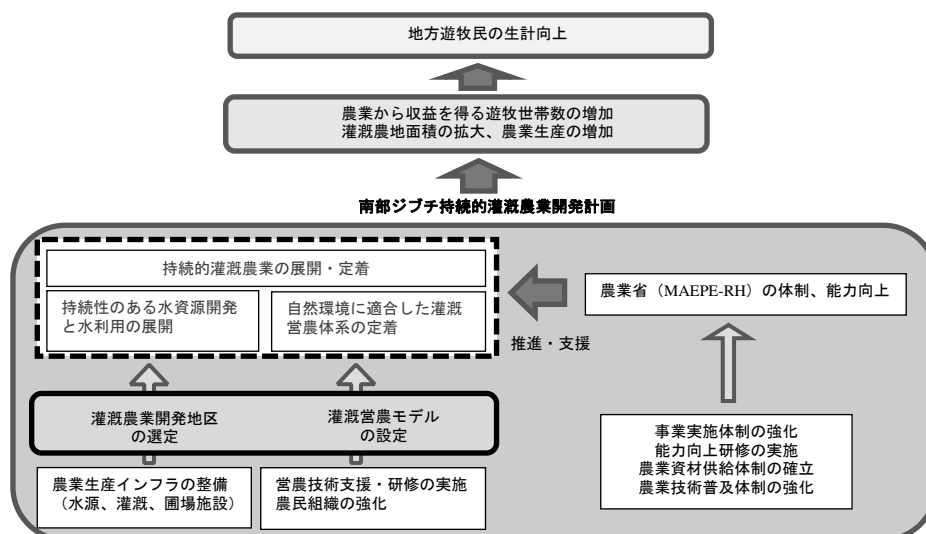 地方遊牧民の生計向上
農業から収益を得る遊牧世帯数の増加
灌漑農地面積の拡大、農業生産の増加
南部ジブチ持続的灌漑農業開発計画
持続的灌漑農業の展開・定着
持続性のある水資源開発
と水利用の展開
自然環境に適合した灌漑
営農体系の定着
推進・支援
農業省（MAEPE-RH）の体制、能力向上
灌漑農業開発地区
の選定
灌漑営農モデル
の設定
農業生産インフラの整備
（水源、灌漑、圃場施設）
営農技術支援・研修の実施
農民組織の強化
事業実施体制の強化
能力向上研修の実施
農業資材供給体制の確立
農業技術普及体制の強化